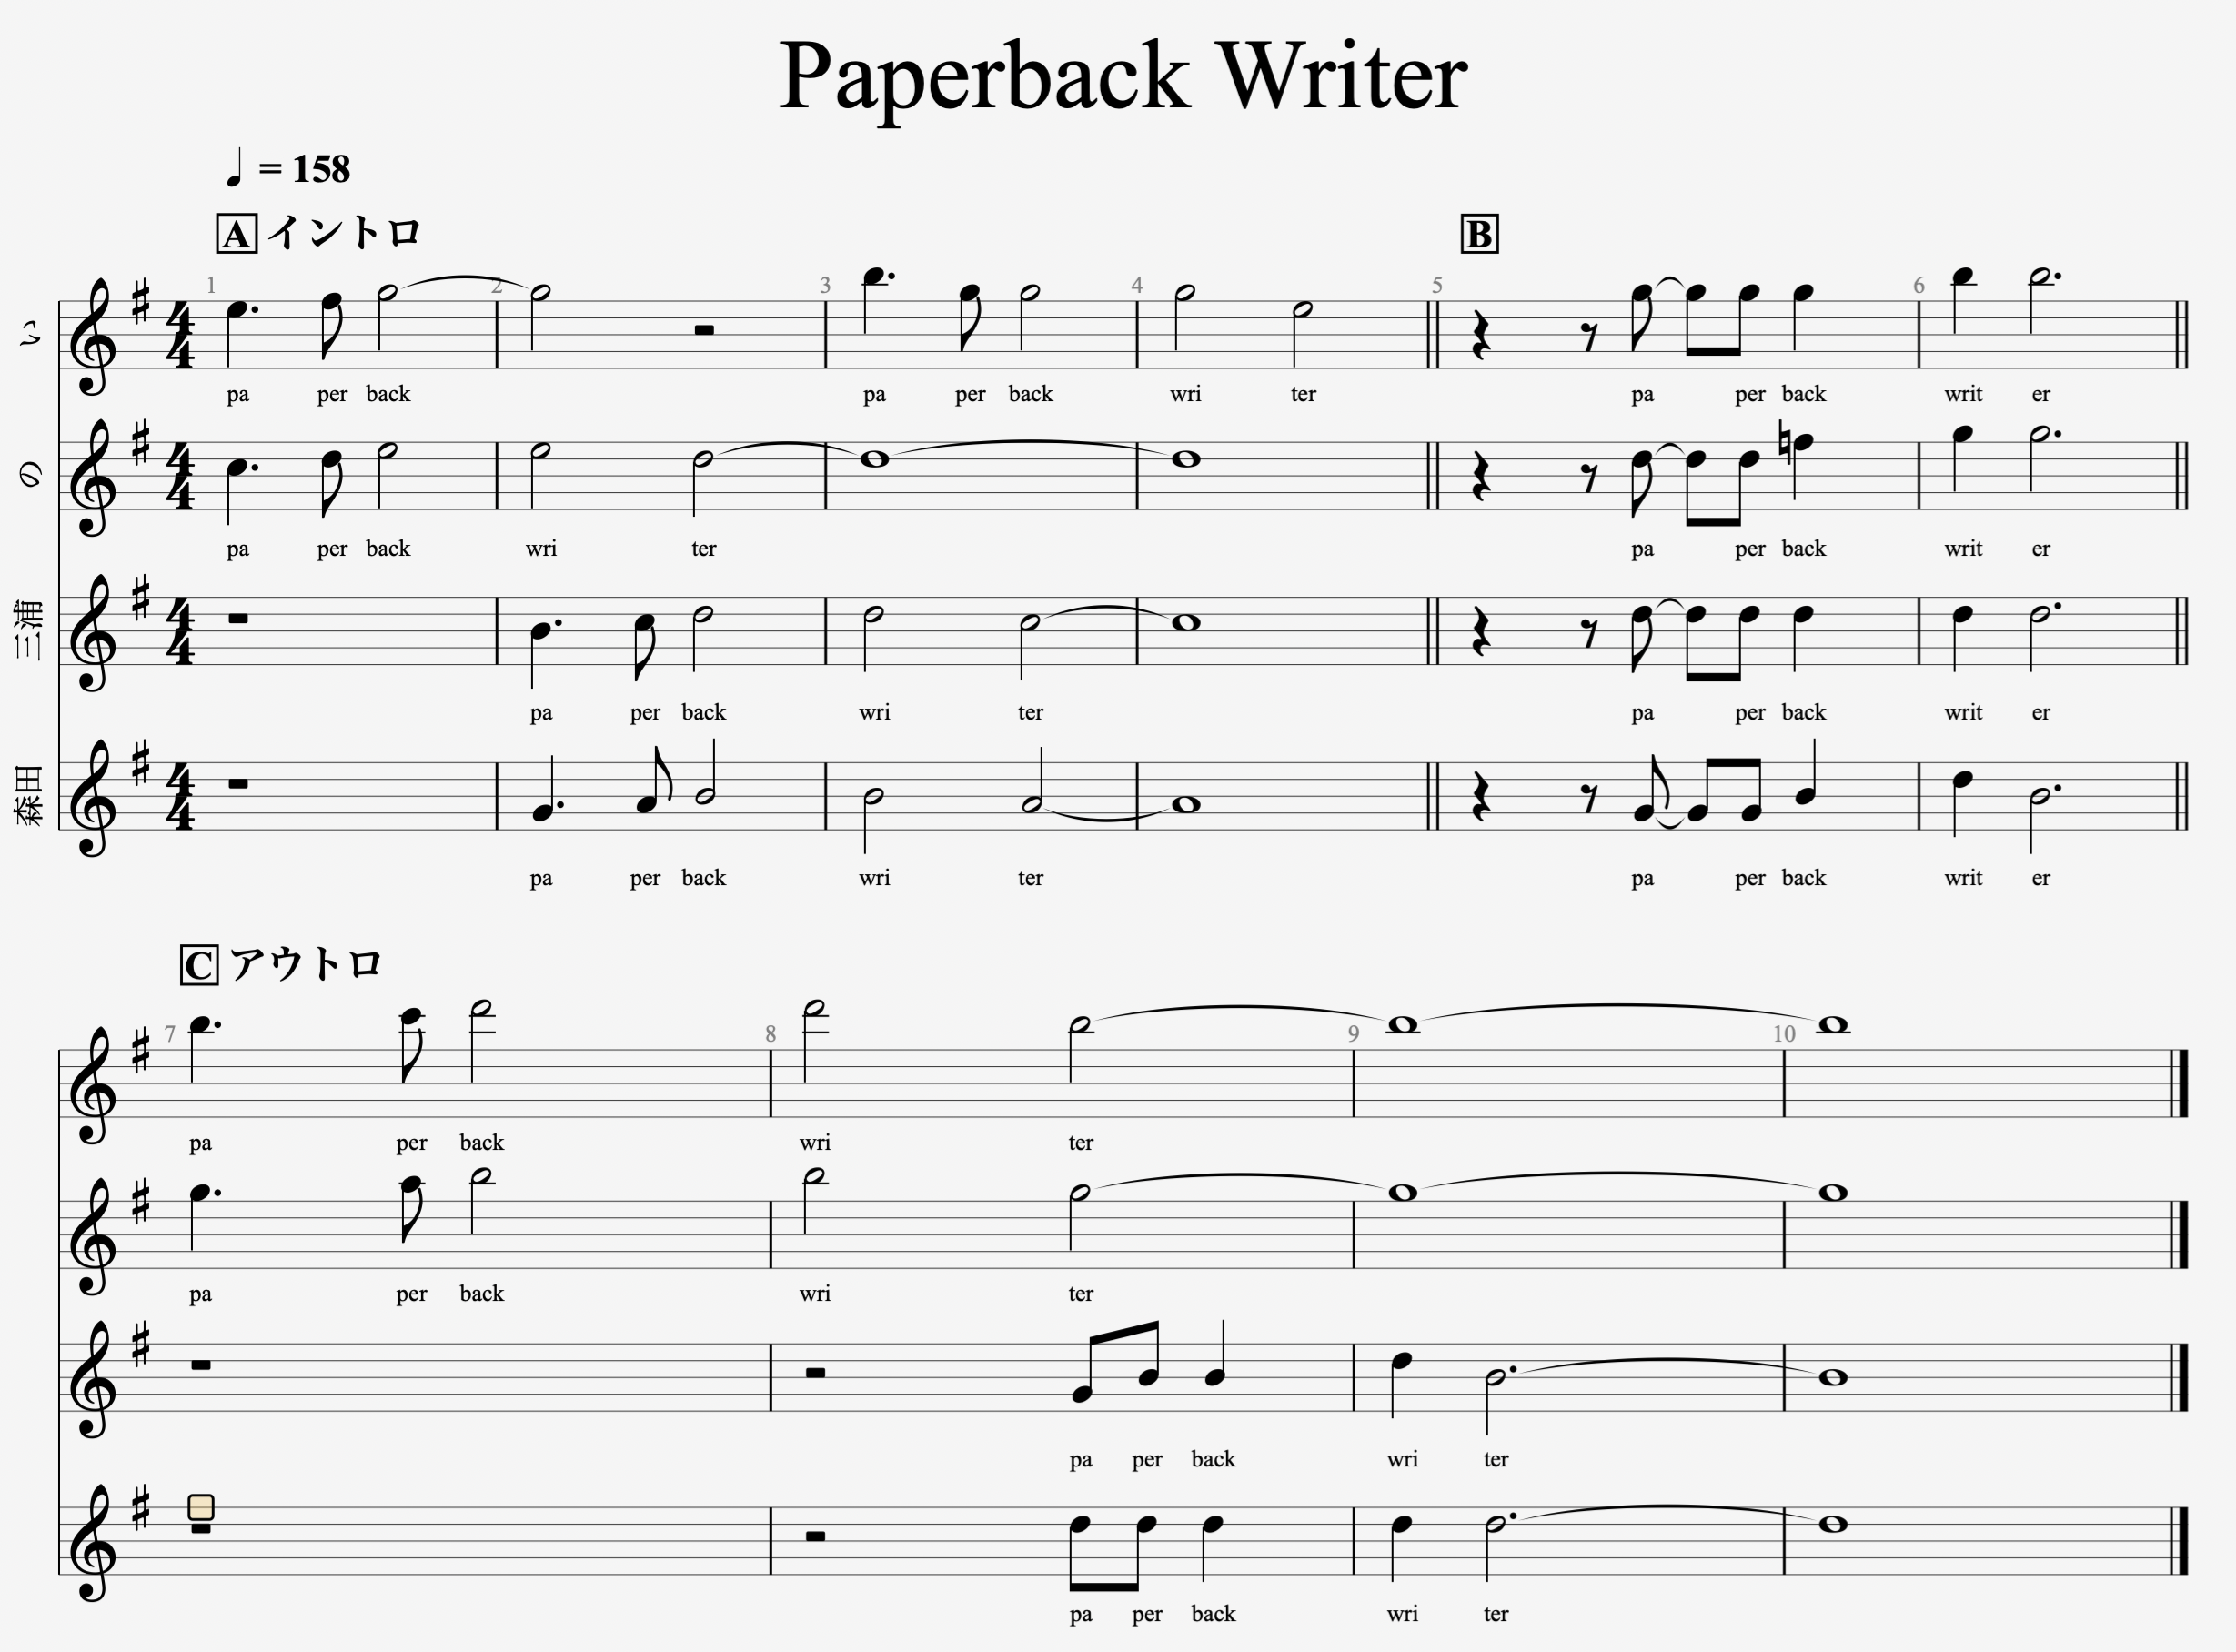 Paperback Writer
♩ = 158
A イントロ
B
1 2 3 4 5 6
pa per back pa per back wri ter pa per back writ er
の
pa per back wri ter pa per back writ er
三浦
pa per back wri ter pa per back writ er
森田
pa per back wri ter pa per back writ er
C アウトロ
7 8 9 10
pa per back wri ter
pa per back wri ter
pa per back wri ter
pa per back wri ter